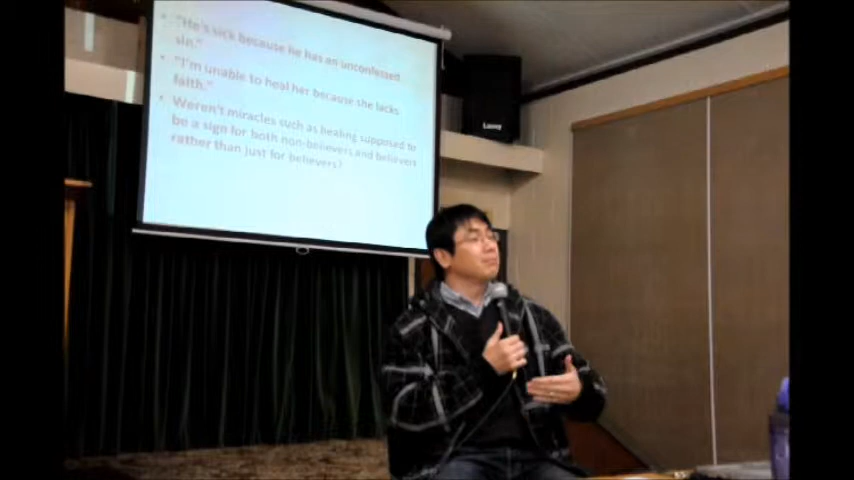 • "He's sick because he has an unconfessed
sin."
• "I'm unable to heal her because she lacks
faith."
• Weren't miracles such as healing supposed to
be a sign for both non-believers and believers
rather than just for believers?